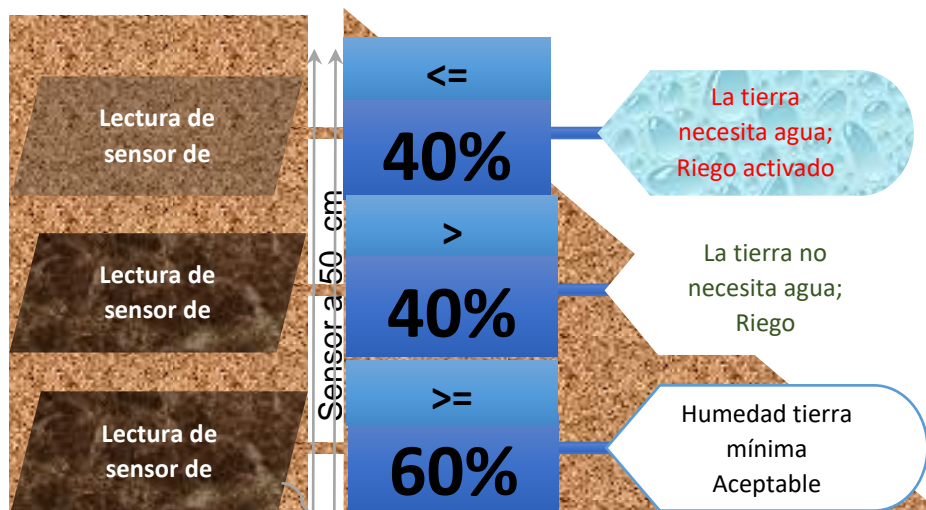 Lectura de
sensor de
<=
40%
La tierra
necesita agua;
Riego activado
Sensor a 50 cm
Lectura de
sensor de
>
40%
La tierra no
necesita agua;
Riego
Lectura de
sensor de
>=
60%
Humedad tierra
mínima
Aceptable